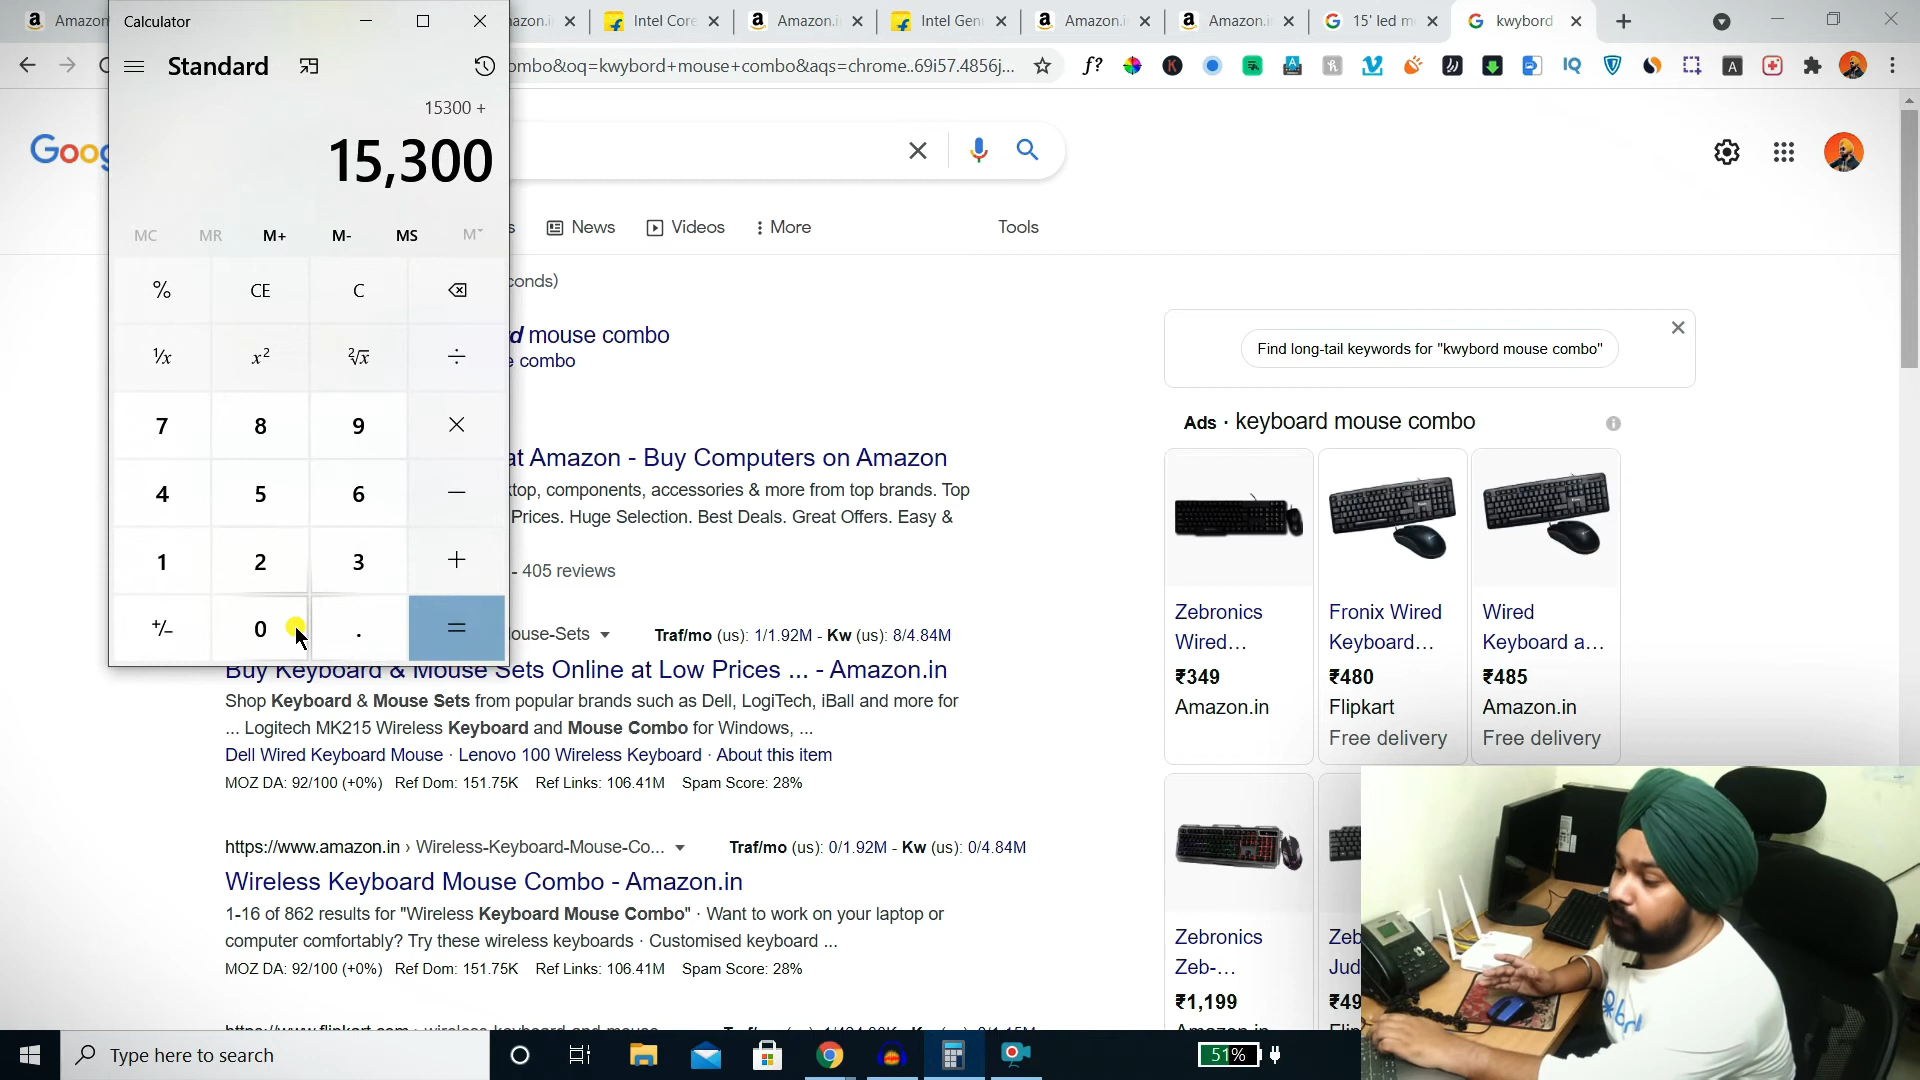 Amazon
Calculator
azon.i
Intel Core
Amazon.i
Intel Geni
Amazon.i
Amazon.i
15' led m
kwybord
Standard
ombo&oq=kwybord+mouse+combo&aqs=chrome..69i57.4856j...
15300 +
15,300
Goog
MC MR M+ M- MS M
s
News
Videos
More
Tools
% CE C
conds)
d mouse combo
e combo
Find long-tail keywords for "kwybord mouse combo"
¹/x x² ²√x ÷
7 8 9 ×
Ads · keyboard mouse combo
at Amazon - Buy Computers on Amazon
ktop, components, accessories & more from top brands. Top
Prices. Huge Selection. Best Deals. Great Offers. Easy &
4 5 6 −
- 405 reviews
1 2 3 +
+/− 0 . =
Zebronics
Wired...
₹349
Amazon.in
Fronix Wired
Keyboard...
₹480
Flipkart
Free delivery
Wired
Keyboard a...
₹485
Amazon.in
Free delivery
ouse-Sets Traf/mo (us): 1/1.92M - Kw (us): 8/4.84M
Buy Keyboard & Mouse Sets Online at Low Prices ... - Amazon.in
Shop Keyboard & Mouse Sets from popular brands such as Dell, LogiTech, iBall and more for
... Logitech MK215 Wireless Keyboard and Mouse Combo for Windows, ...
Dell Wired Keyboard Mouse · Lenovo 100 Wireless Keyboard · About this item
MOZ DA: 92/100 (+0%) Ref Dom: 151.75K Ref Links: 106.41M Spam Score: 28%
https://www.amazon.in › Wireless-Keyboard-Mouse-Co... Traf/mo (us): 0/1.92M - Kw (us): 0/4.84M
Wireless Keyboard Mouse Combo - Amazon.in
1-16 of 862 results for "Wireless Keyboard Mouse Combo" · Want to work on your laptop or
computer comfortably? Try these wireless keyboards · Customised keyboard ...
MOZ DA: 92/100 (+0%) Ref Dom: 151.75K Ref Links: 106.41M Spam Score: 28%
Zebronics
Zeb-...
₹1,199
Zeb
Jud
₹49
Type here to search
51%